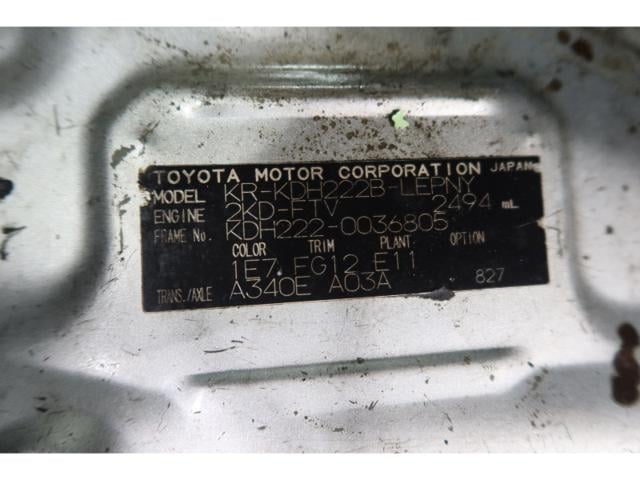 TOYOTA MOTOR CORPORATION JAPAN
MODEL KR-KDH222B-LEPNY
ENGINE 2KD-FTV 2494 mL
FRAME No. KDH222-0036805
COLOR TRIM PLANT OPTION
1E7 FG12 E11
TRANS./AXLE A340E A03A 827